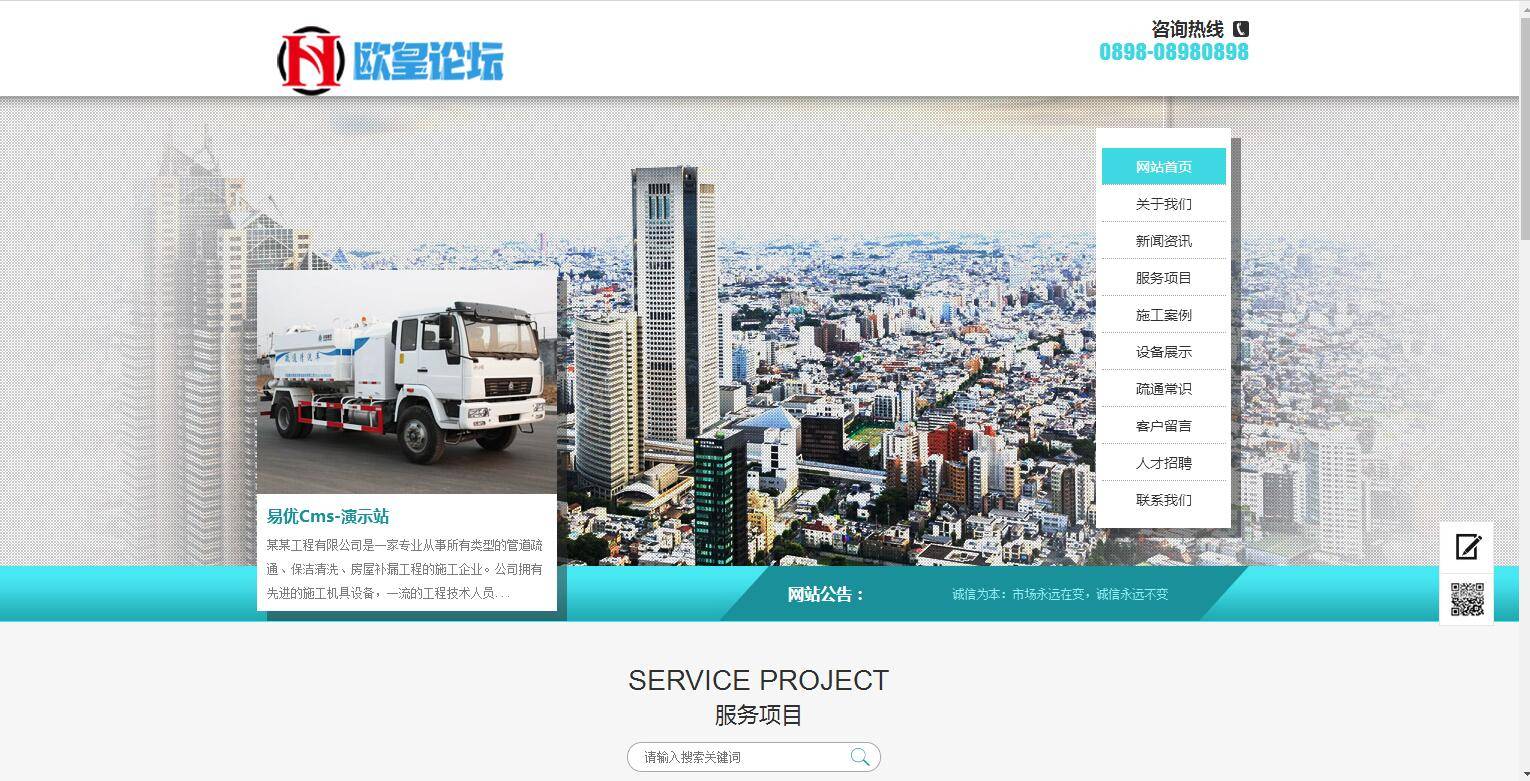 欧皇论坛
咨询热线
0898-08980898
网站首页
关于我们
新闻资讯
服务项目
施工案例
设备展示
疏通常识
客户留言
人才招聘
联系我们
易优Cms-演示站
某某工程有限公司是一家专业从事所有类型的管道疏
通、保洁清洗、房屋补漏工程的施工企业。公司拥有
先进的施工机具设备，一流的工程技术人员...
网站公告：
诚信为本：市场永远在变，诚信永远不变
SERVICE PROJECT
服务项目
请输入搜索关键词